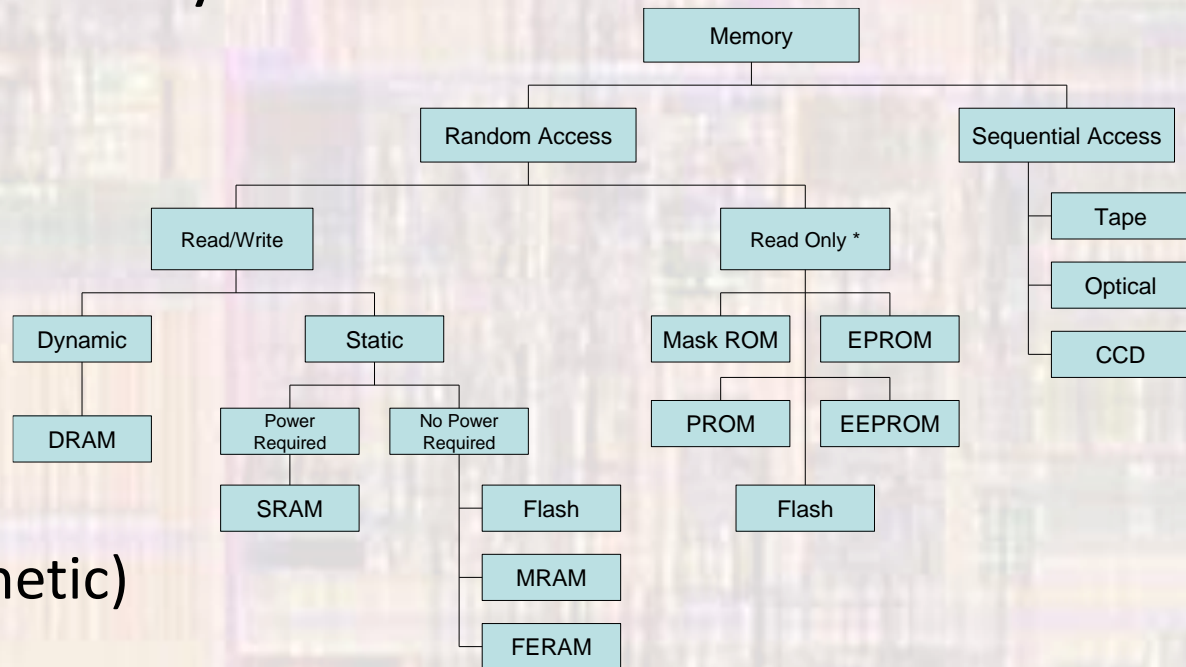 Memory
Random Access
Sequential Access
Tape
Read/Write
Read Only *
Optical
Dynamic
Static
Mask ROM
EPROM
CCD
Power
Required
No Power
Required
DRAM
PROM
EEPROM
SRAM
Flash
Flash
MRAM
netic)
FERAM